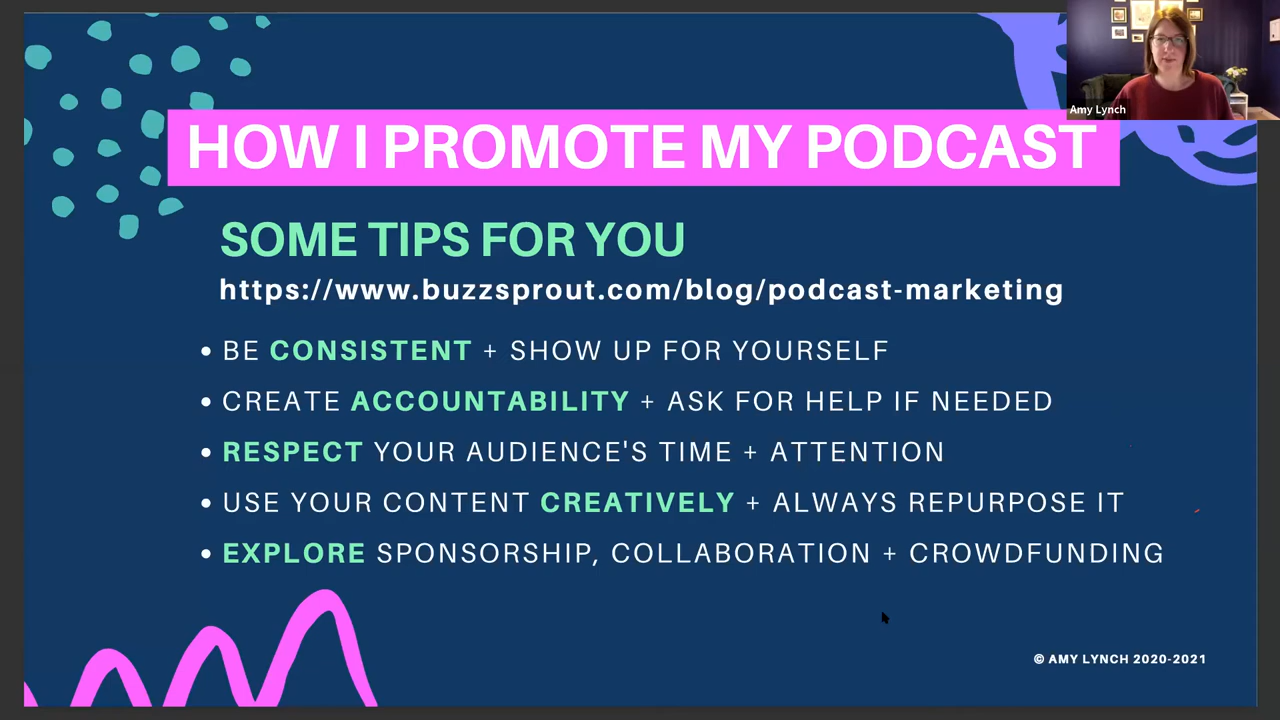 Amy Lynch
HOW I PROMOTE MY PODCAST
SOME TIPS FOR YOU
https://www.buzzsprout.com/blog/podcast-marketing
• BE CONSISTENT + SHOW UP FOR YOURSELF
• CREATE ACCOUNTABILITY + ASK FOR HELP IF NEEDED
• RESPECT YOUR AUDIENCE'S TIME + ATTENTION
• USE YOUR CONTENT CREATIVELY + ALWAYS REPURPOSE IT
• EXPLORE SPONSORSHIP, COLLABORATION + CROWDFUNDING
© AMY LYNCH 2020-2021